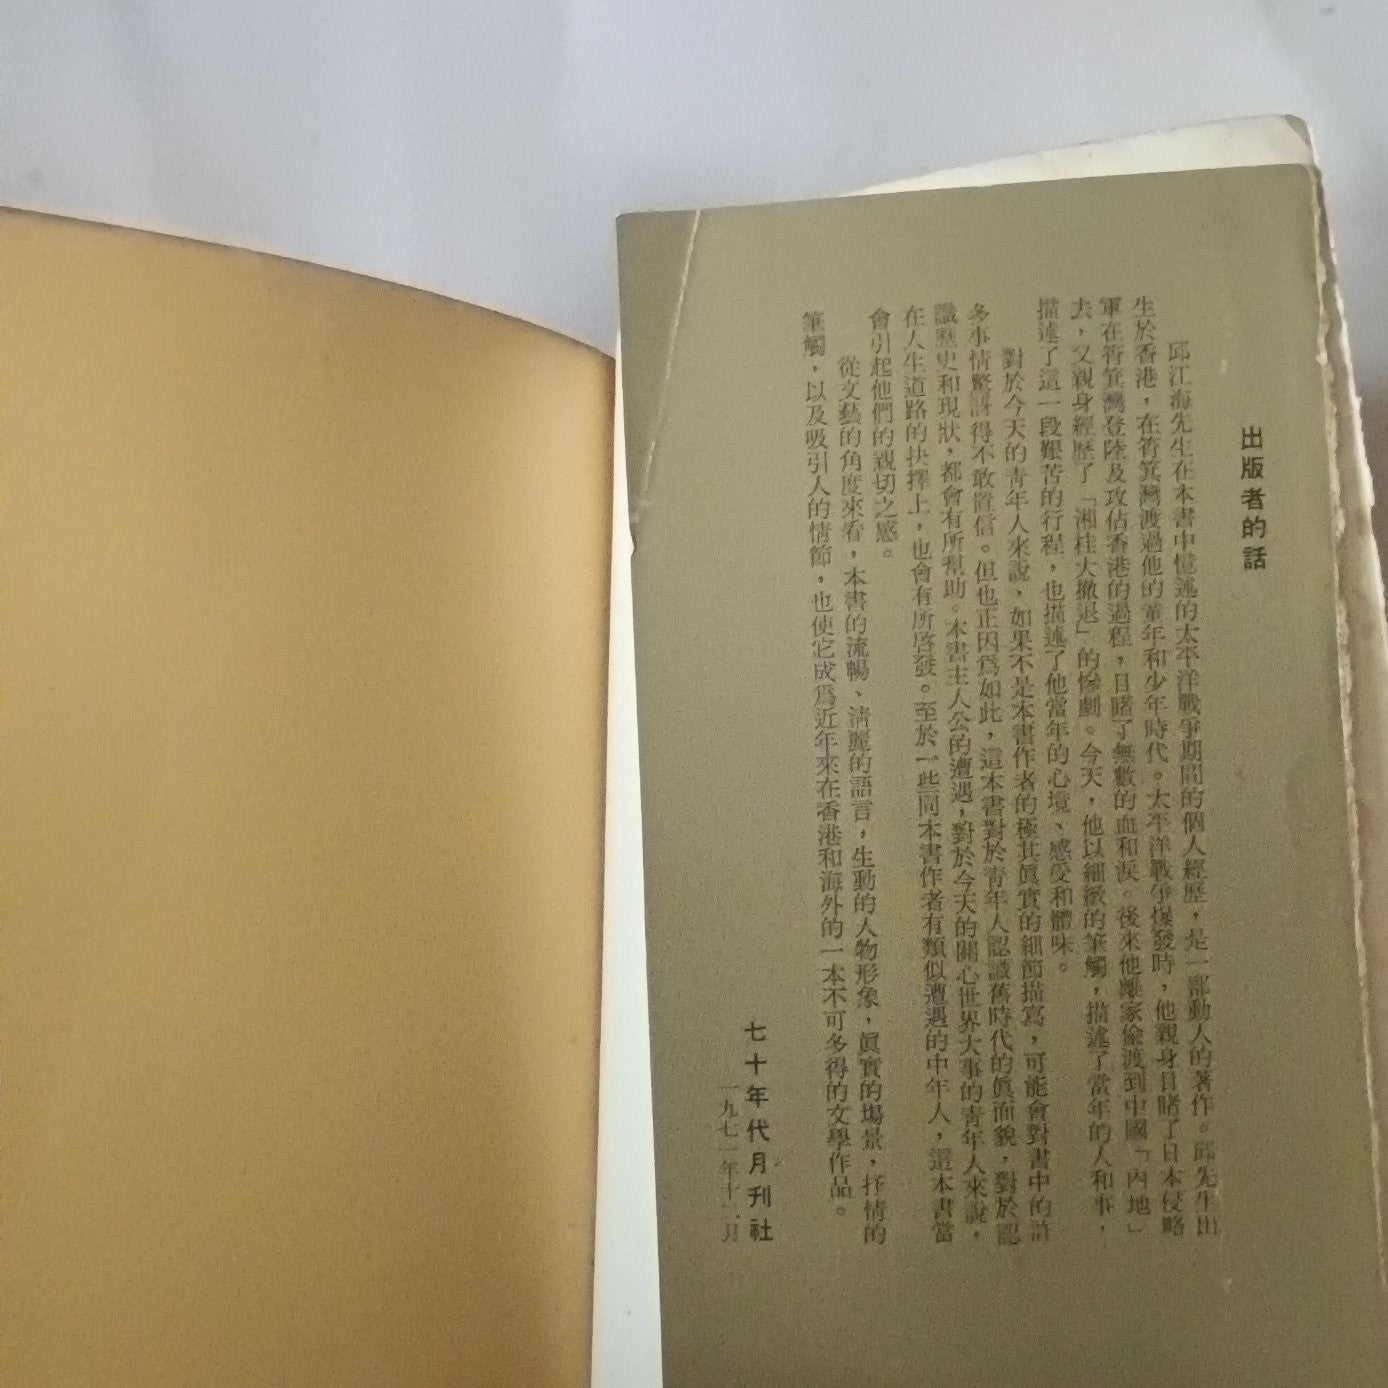 出版者的話
邱江海先生在本書中憶述的太平洋戰爭期間的個人經歷，是一部動人的著作。邱先生出
生於香港，在筲箕灣渡過他的童年和少年時代。太平洋戰爭爆發時，他親身目睹了日本侵略
軍在筲箕灣登陸及攻佔香港的過程，目睹了無數的血和淚。後來他離家偷渡到中國「內地」
去，又親身經歷了「湘桂大撤退」的慘劇。今天，他以細緻的筆觸，描述了當年的人和事，
描述了這一段艱苦的行程，也描述了他當年的心境、感受和體味。
對於今天的青年人來說，如果不是本書作者的極其眞實的細節描寫，可能會對書中的許
多事情驚訝得不敢置信。但也正因爲如此，這本書對於靑年人認識舊時代的眞面貌，對於認
識歷史和現狀，都會有所幫助。本書主人公的遭遇，對於今天的關心世界大事的青年人來說，
在人生道路的抉擇上，也會有所啓發。至於一些同本書作者有類似遭遇的中年人，這本書當
會引起他們的親切之感。
從文藝的角度來看，本書的流暢、淸麗的語言，生動的人物形象，眞實的塲景，抒情的
筆觸，以及吸引人的情節，也使它成爲近年來在香港和海外的一本不可多得的文學作品。
七十年代月刊社
一九七一年十二月